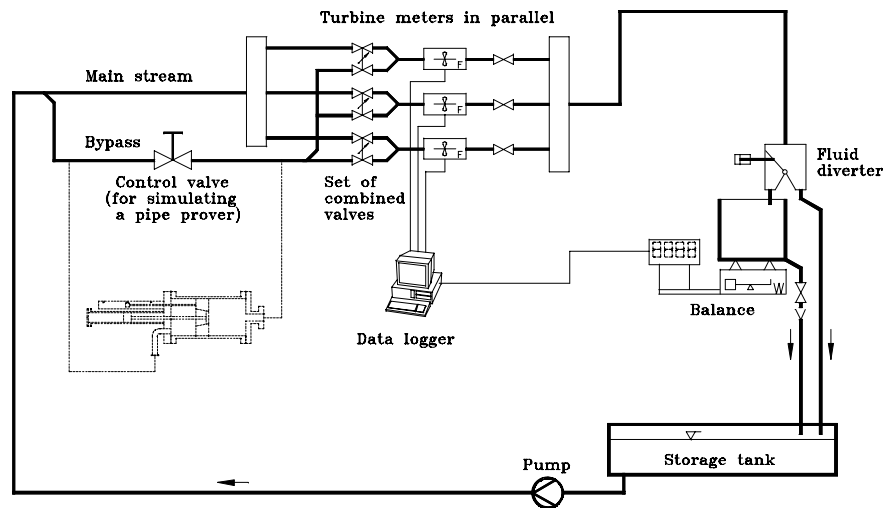 Turbine meters in parallel
Main stream
F
F
Bypass
F
Control valve
(for simulating
a pipe prover)
Set of
combined
valves
Fluid
diverter
W
Balance
Data logger
Storage tank
Pump